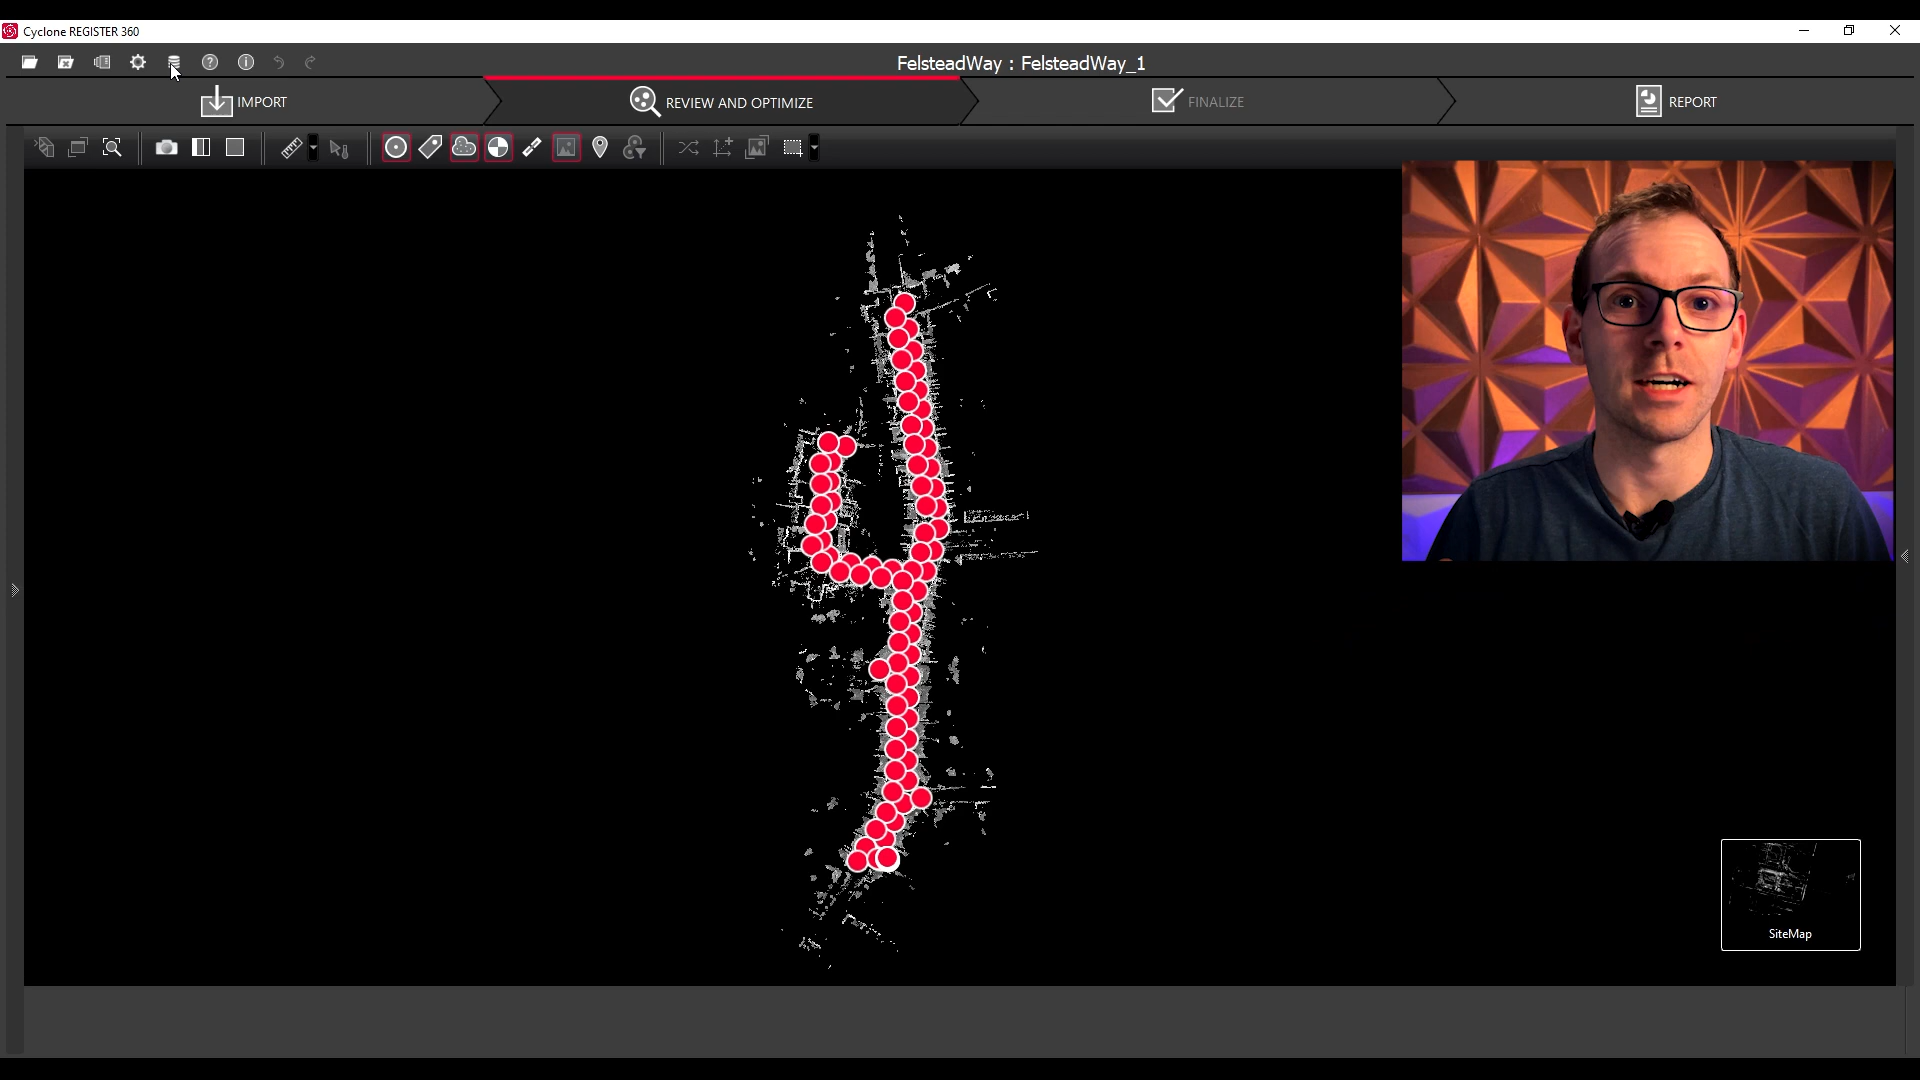 Cyclone REGISTER 360
FelsteadWay : FelsteadWay_1
IMPORT
REVIEW AND OPTIMIZE
FINALIZE
REPORT
SiteMap